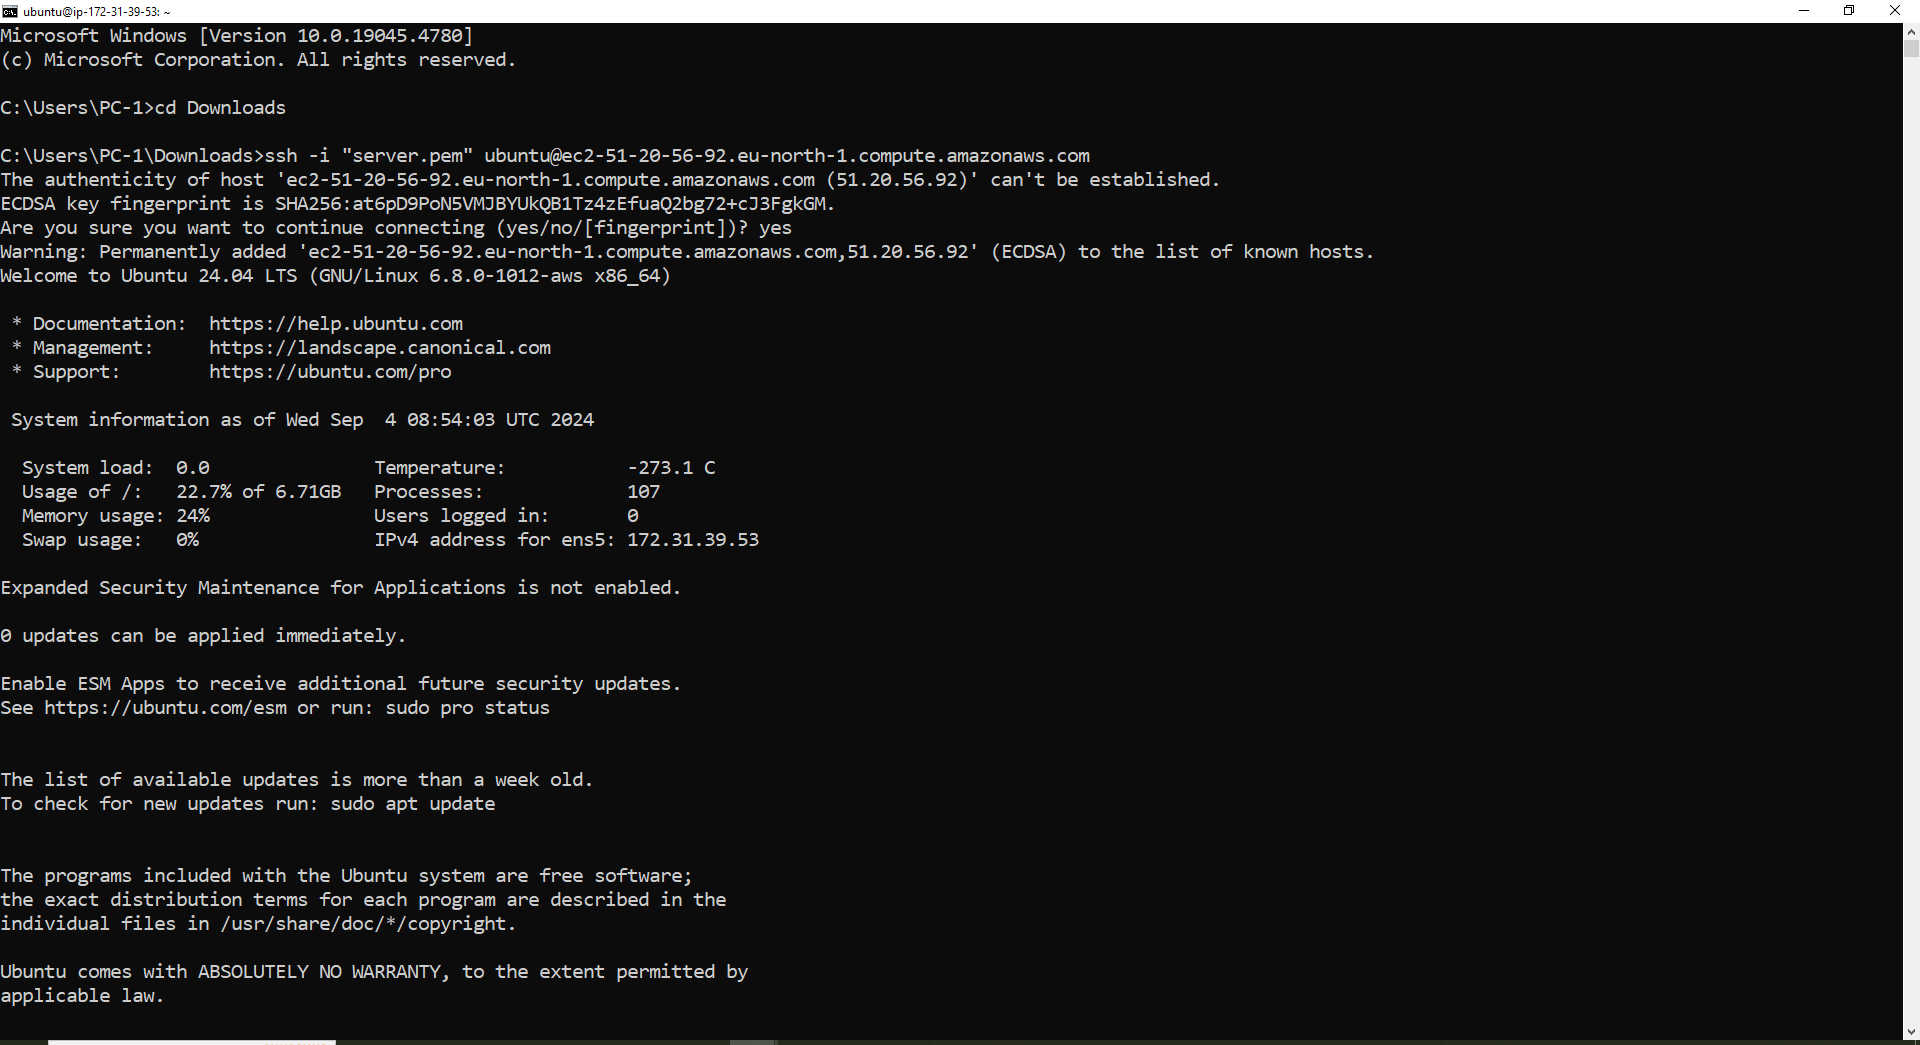 ubuntu@ip-172-31-39-53: ~
Microsoft Windows [Version 10.0.19045.4780]
(c) Microsoft Corporation. All rights reserved.
C:\Users\PC-1>cd Downloads
C:\Users\PC-1\Downloads>ssh -i "server.pem" ubuntu@ec2-51-20-56-92.eu-north-1.compute.amazonaws.com
The authenticity of host 'ec2-51-20-56-92.eu-north-1.compute.amazonaws.com (51.20.56.92)' can't be established.
ECDSA key fingerprint is SHA256:at6pD9PoN5VMJBYUkQB1Tz4zEfuaQ2bg72+cJ3FgkGM.
Are you sure you want to continue connecting (yes/no/[fingerprint])? yes
Warning: Permanently added 'ec2-51-20-56-92.eu-north-1.compute.amazonaws.com,51.20.56.92' (ECDSA) to the list of known hosts.
Welcome to Ubuntu 24.04 LTS (GNU/Linux 6.8.0-1012-aws x86_64)
 * Documentation:  https://help.ubuntu.com
 * Management:     https://landscape.canonical.com
 * Support:        https://ubuntu.com/pro
 System information as of Wed Sep  4 08:54:03 UTC 2024
  System load:  0.0               Temperature:           -273.1 C
  Usage of /:   22.7% of 6.71GB   Processes:             107
  Memory usage: 24%               Users logged in:       0
  Swap usage:   0%                IPv4 address for ens5: 172.31.39.53
Expanded Security Maintenance for Applications is not enabled.
0 updates can be applied immediately.
Enable ESM Apps to receive additional future security updates.
See https://ubuntu.com/esm or run: sudo pro status
The list of available updates is more than a week old.
To check for new updates run: sudo apt update
The programs included with the Ubuntu system are free software;
the exact distribution terms for each program are described in the
individual files in /usr/share/doc/*/copyright.
Ubuntu comes with ABSOLUTELY NO WARRANTY, to the extent permitted by
applicable law.